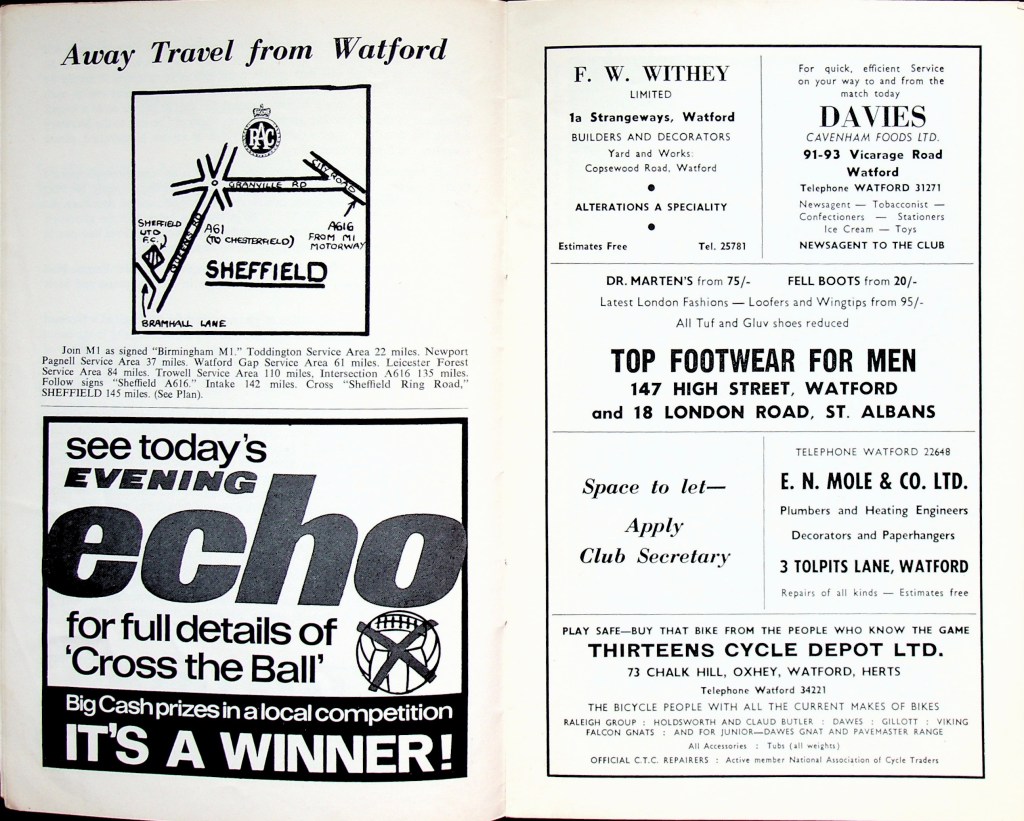 Away Travel from Watford
RAC
CITY ROAD
GRANVILLE RD
SHEFFIELD
UTD
F.C.
QUEENS RD
A61
(TO CHESTERFIELD)
A616
FROM M1
MOTORWAY
SHEFFIELD
BRAMHALL LANE
Join M1 as signed "Birmingham M1." Toddington Service Area 22 miles. Newport
Pagnell Service Area 37 miles. Watford Gap Service Area 61 miles. Leicester Forest
Service Area 84 miles. Trowell Service Area 110 miles, Intersection A616 135 miles.
Follow signs "Sheffield A616." Intake 142 miles. Cross "Sheffield Ring Road,"
SHEFFIELD 145 miles. (See Plan).
see today's
EVENING
echo
for full details of
'Cross the Ball'
Big Cash prizes in a local competition
IT'S A WINNER!
F. W. WITHEY
LIMITED
1a Strangeways, Watford
BUILDERS AND DECORATORS
Yard and Works:
Copsewood Road, Watford
ALTERATIONS A SPECIALITY
Estimates Free Tel. 25781
For quick, efficient Service
on your way to and from the
match today
DAVIES
CAVENHAM FOODS LTD.
91-93 Vicarage Road
Watford
Telephone WATFORD 31271
Newsagent — Tobacconist —
Confectioners — Stationers
Ice Cream — Toys
NEWSAGENT TO THE CLUB
DR. MARTEN'S from 75/- FELL BOOTS from 20/-
Latest London Fashions — Loofers and Wingtips from 95/-
All Tuf and Gluv shoes reduced
TOP FOOTWEAR FOR MEN
147 HIGH STREET, WATFORD
and 18 LONDON ROAD, ST. ALBANS
Space to let—
Apply
Club Secretary
TELEPHONE WATFORD 22648
E. N. MOLE & CO. LTD.
Plumbers and Heating Engineers
Decorators and Paperhangers
3 TOLPITS LANE, WATFORD
Repairs of all kinds — Estimates free
PLAY SAFE—BUY THAT BIKE FROM THE PEOPLE WHO KNOW THE GAME
THIRTEENS CYCLE DEPOT LTD.
73 CHALK HILL, OXHEY, WATFORD, HERTS
Telephone Watford 34221
THE BICYCLE PEOPLE WITH ALL THE CURRENT MAKES OF BIKES
RALEIGH GROUP : HOLDSWORTH AND CLAUD BUTLER : DAWES : GILLOTT : VIKING
FALCON GNATS : AND FOR JUNIOR—DAWES GNAT AND PAVEMASTER RANGE
All Accessories : Tubs (all weights)
OFFICIAL C.T.C. REPAIRERS : Active member National Association of Cycle Traders